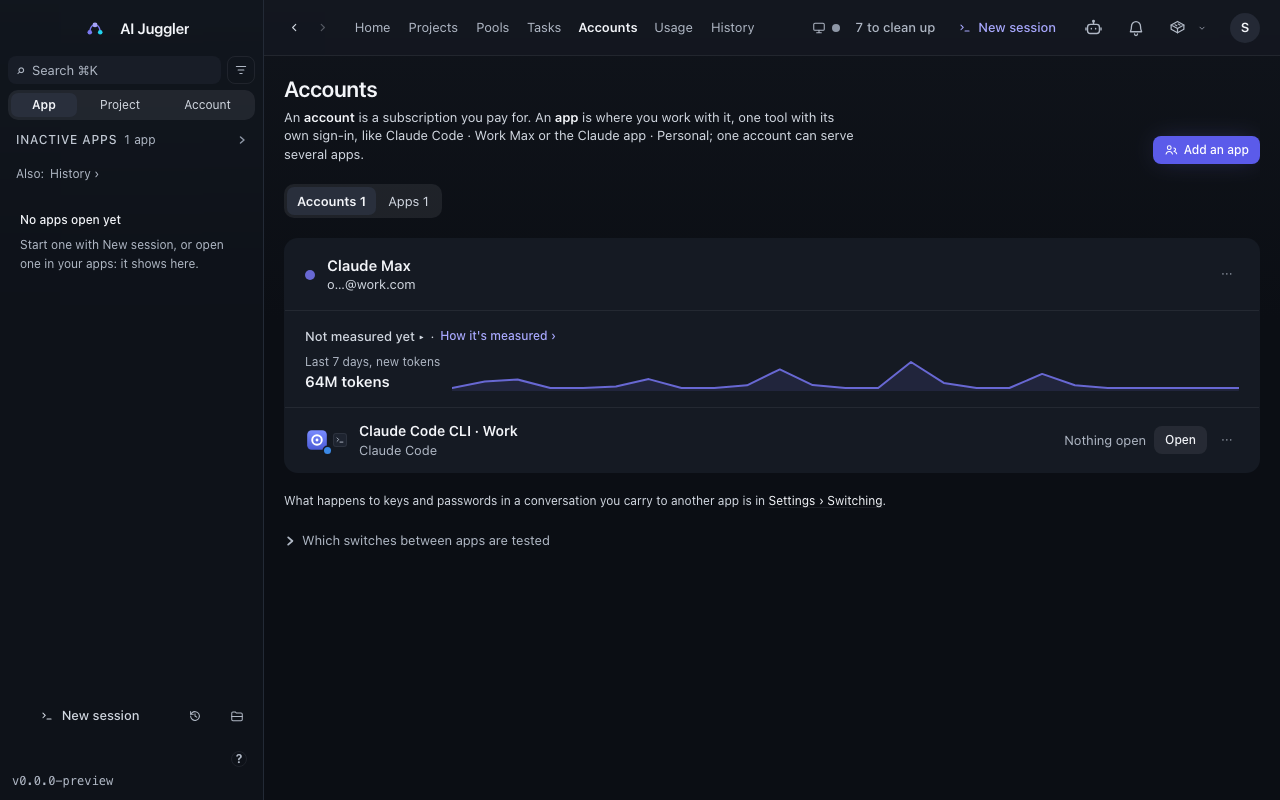 AI Juggler
Search ⌘K
App
Project
Account
INACTIVE APPS 1 app
Also: History ›
No apps open yet
Start one with New session, or open
one in your apps: it shows here.
New session
?
v0.0.0-preview
Home
Projects
Pools
Tasks
Accounts
Usage
History
7 to clean up
New session
S
Accounts
An account is a subscription you pay for. An app is where you work with it, one tool with its
own sign-in, like Claude Code · Work Max or the Claude app · Personal; one account can serve
several apps.
Add an app
Accounts 1
Apps 1
Claude Max
o...@work.com
Not measured yet ▸ · How it's measured ›
Last 7 days, new tokens
64M tokens
Claude Code CLI · Work
Claude Code
Nothing open
Open
What happens to keys and passwords in a conversation you carry to another app is in Settings › Switching.
Which switches between apps are tested